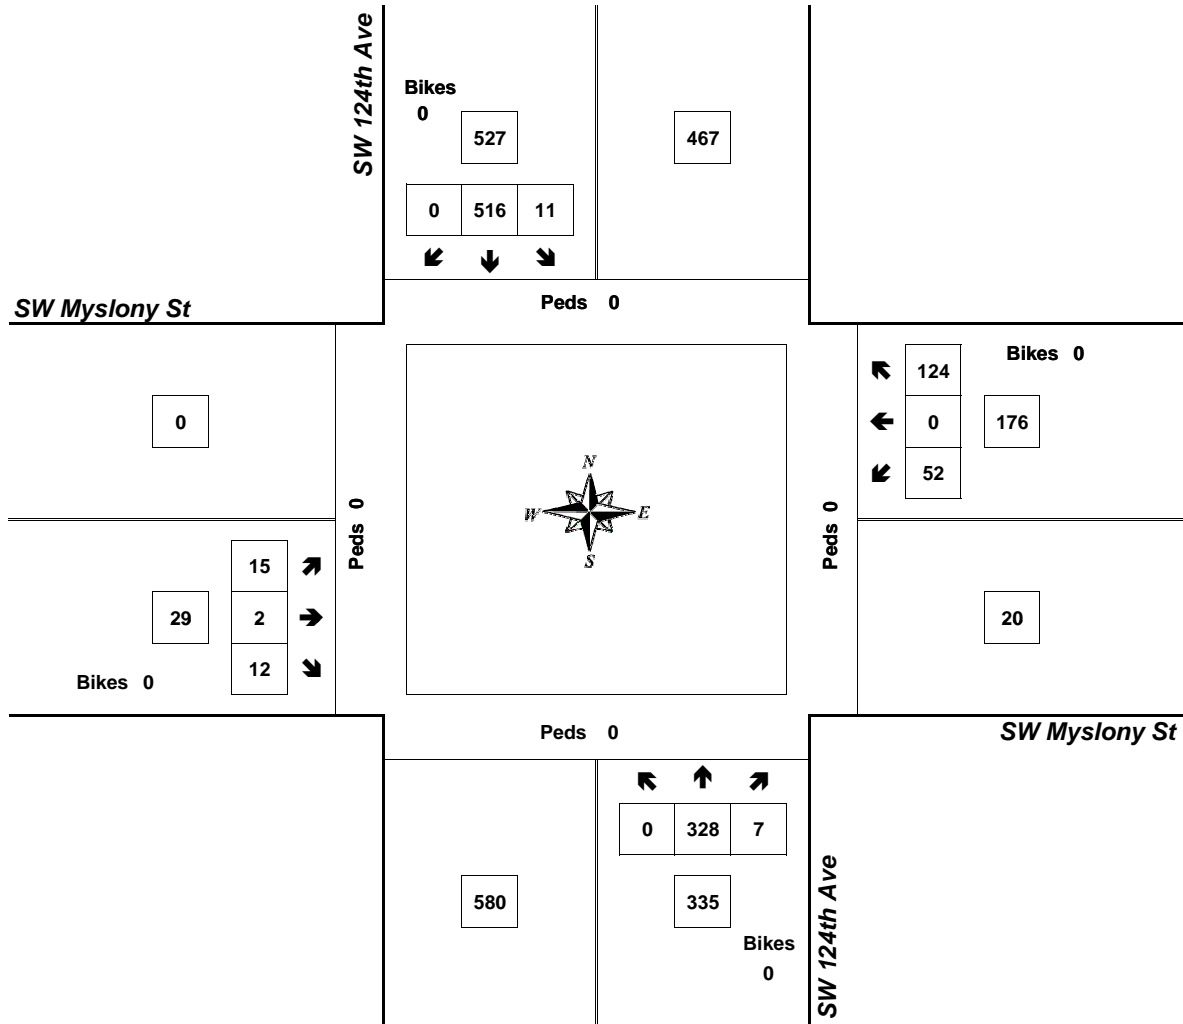 SW 124th Ave
Bikes
0
527
467
0 516 11
Peds 0
SW Myslony St
Bikes 0
124
0
0 176
52
N
W E
S
Peds 0
Peds 0
15
29 2
12
20
Bikes 0
Peds 0
SW Myslony St
0 328 7
580
335
Bikes
0
SW 124th Ave